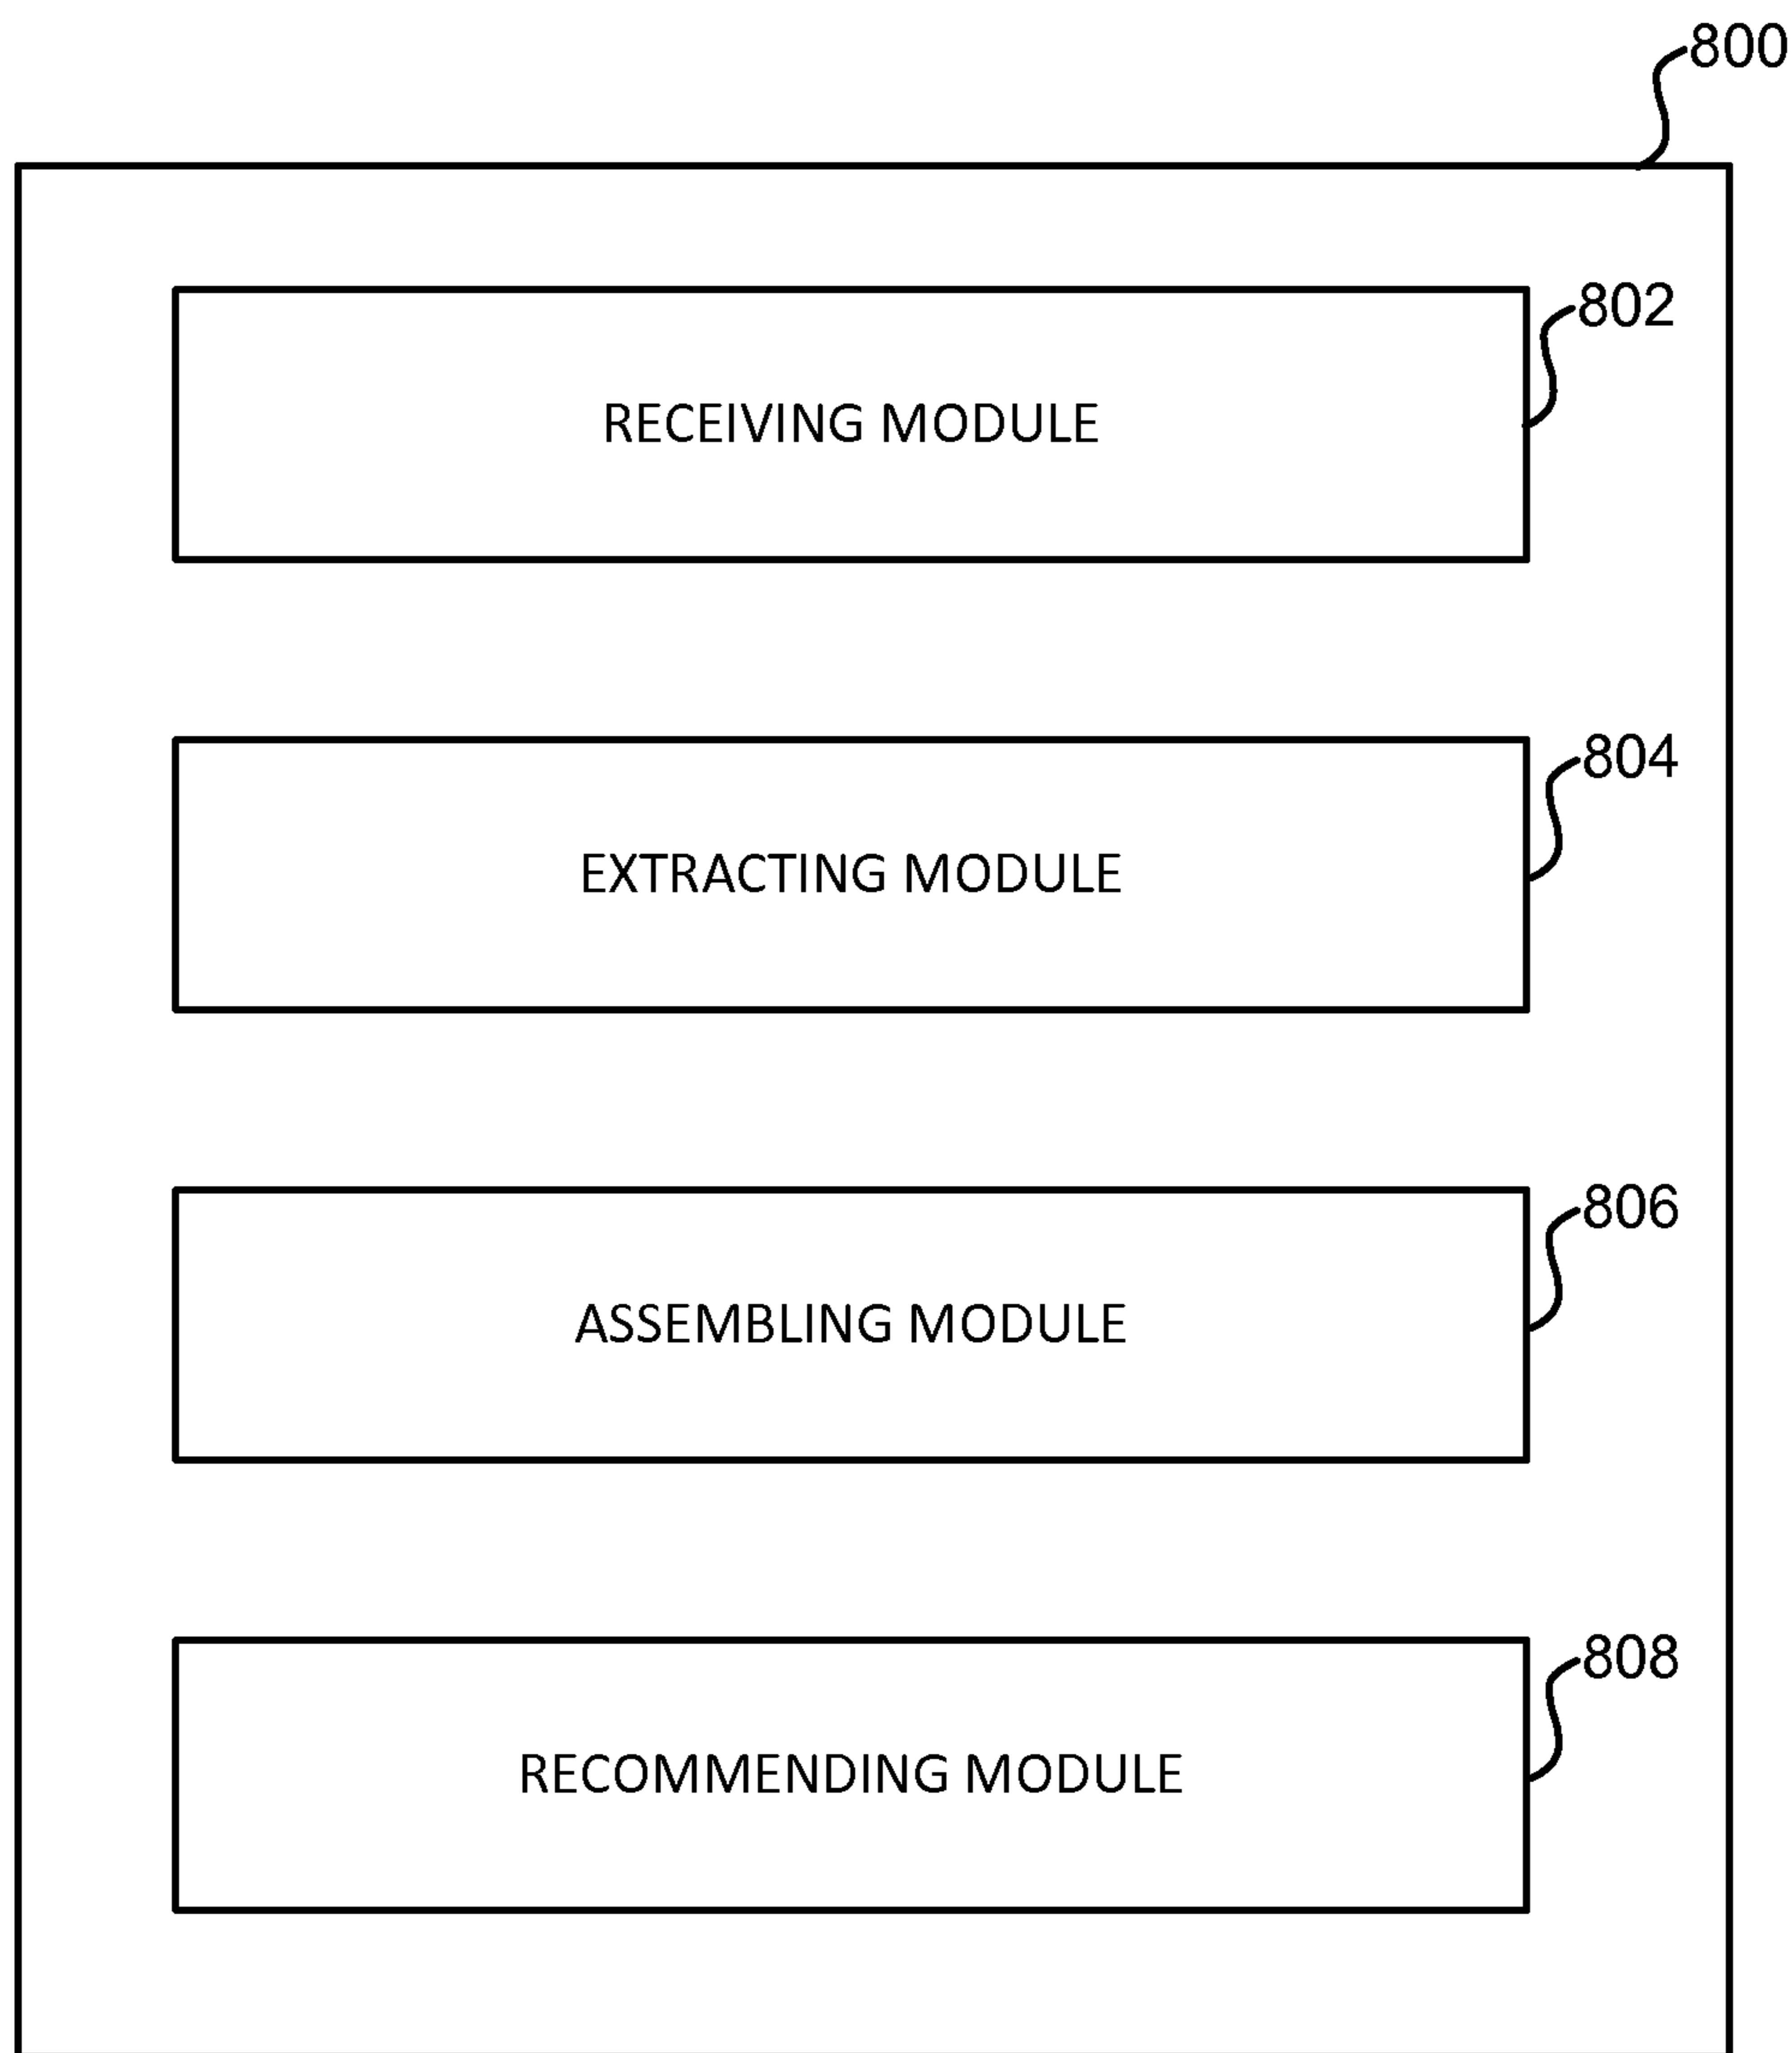 800
802
RECEIVING MODULE
804
EXTRACTING MODULE
806
ASSEMBLING MODULE
808
RECOMMENDING MODULE